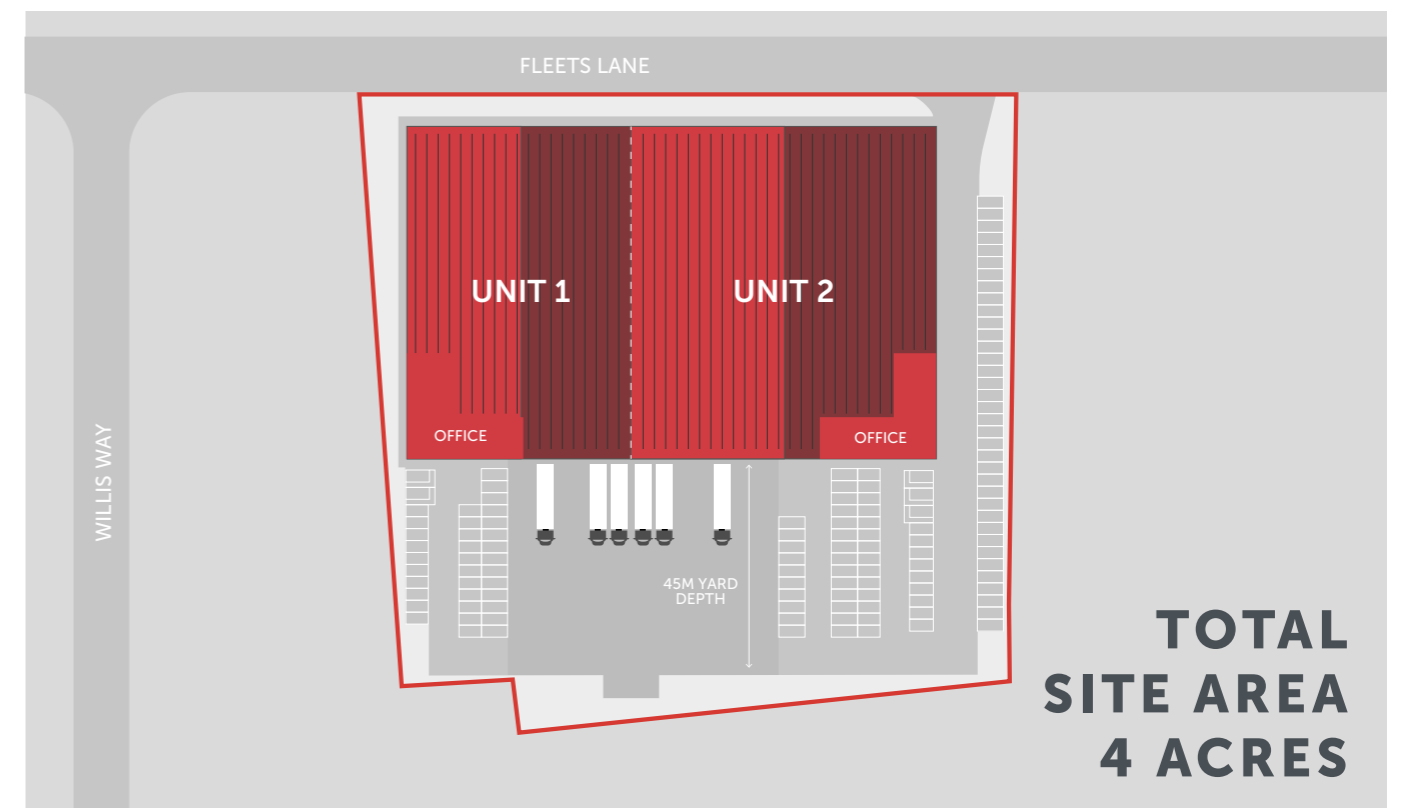 FLEETS LANE
UNIT 1
UNIT 2
OFFICE
OFFICE
WILLIS WAY
45M YARD
DEPTH
TOTAL
SITE AREA
4 ACRES